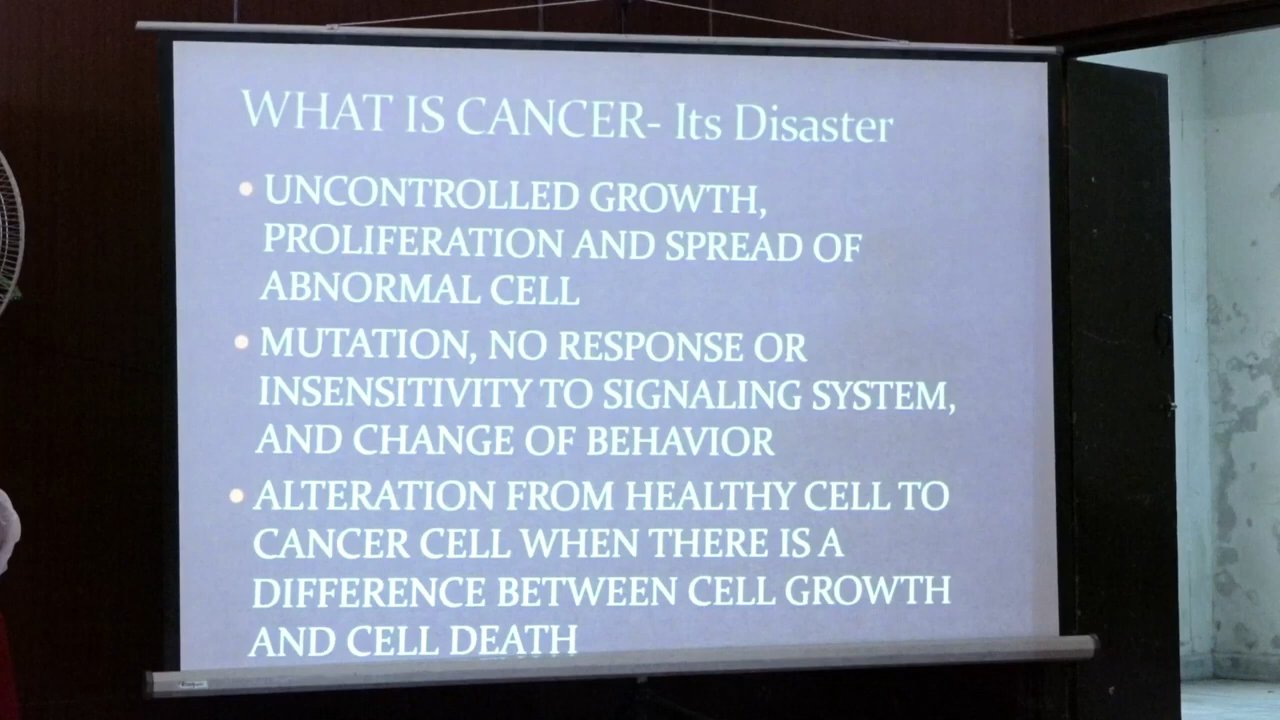 WHAT IS CANCER- Its Disaster
• UNCONTROLLED GROWTH,
PROLIFERATION AND SPREAD OF
ABNORMAL CELL
• MUTATION, NO RESPONSE OR
INSENSITIVITY TO SIGNALING SYSTEM,
AND CHANGE OF BEHAVIOR
• ALTERATION FROM HEALTHY CELL TO
CANCER CELL WHEN THERE IS A
DIFFERENCE BETWEEN CELL GROWTH
AND CELL DEATH